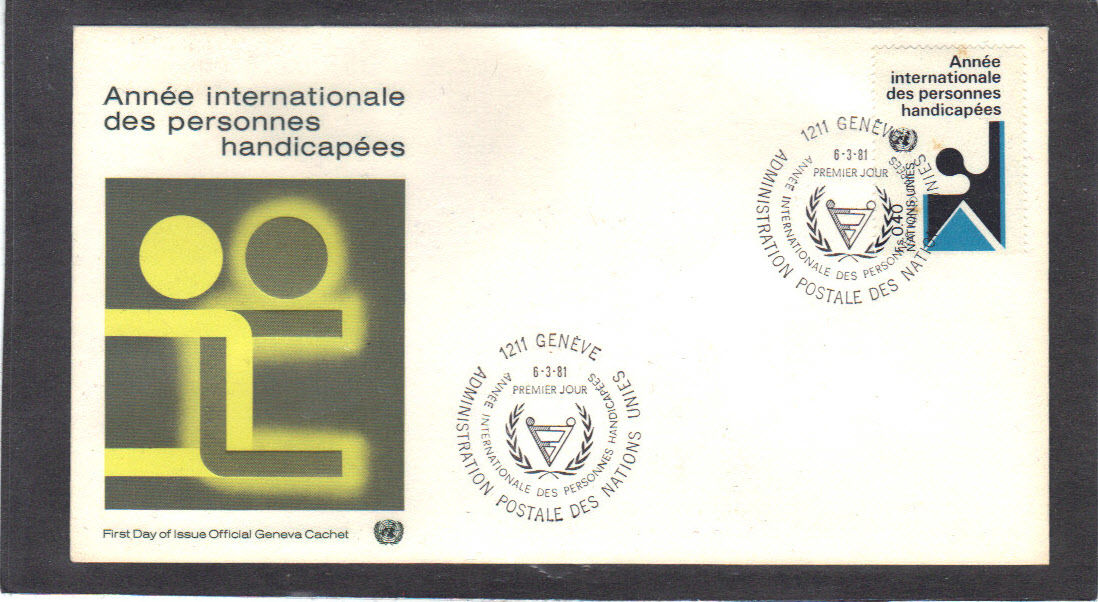 Année internationale
des personnes
handicapées
First Day of Issue Official Geneva Cachet
Année
internationale
des personnes
handicapées
F.s. 0,40
NATIONS UNIES
1211 GENÈVE
6-3-81
PREMIER JOUR
ANNÉE INTERNATIONALE DES PERSONNES HANDICAPÉES
ADMINISTRATION POSTALE DES NATIONS UNIES
1211 GENÈVE
6-3-81
PREMIER JOUR
ANNÉE INTERNATIONALE DES PERSONNES HANDICAPÉES
ADMINISTRATION POSTALE DES NATIONS UNIES